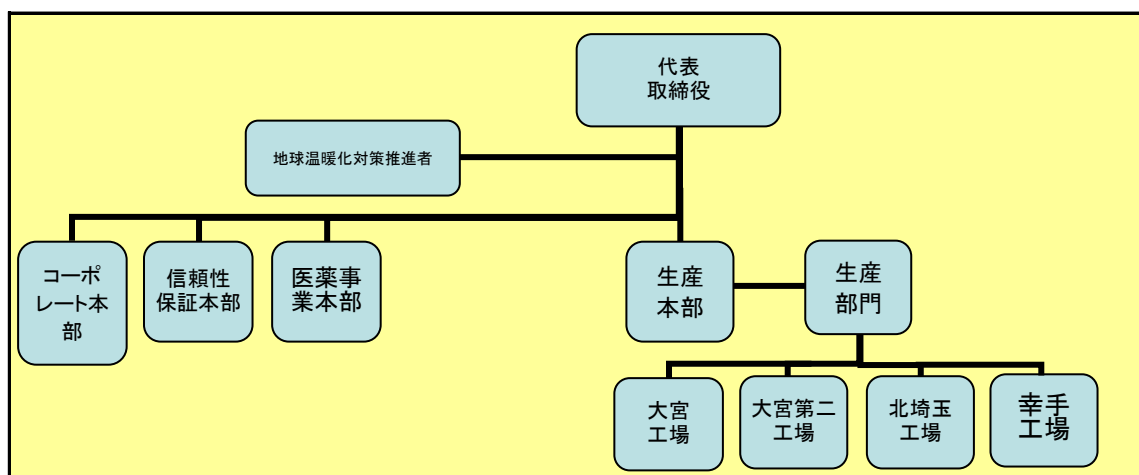 代表
取締役
地球温暖化対策推進者
コーポ
レート本
部
信頼性
保証本部
医薬事
業本部
生産
本部
生産
部門
大宮
工場
大宮第二
工場
北埼玉
工場
幸手
工場